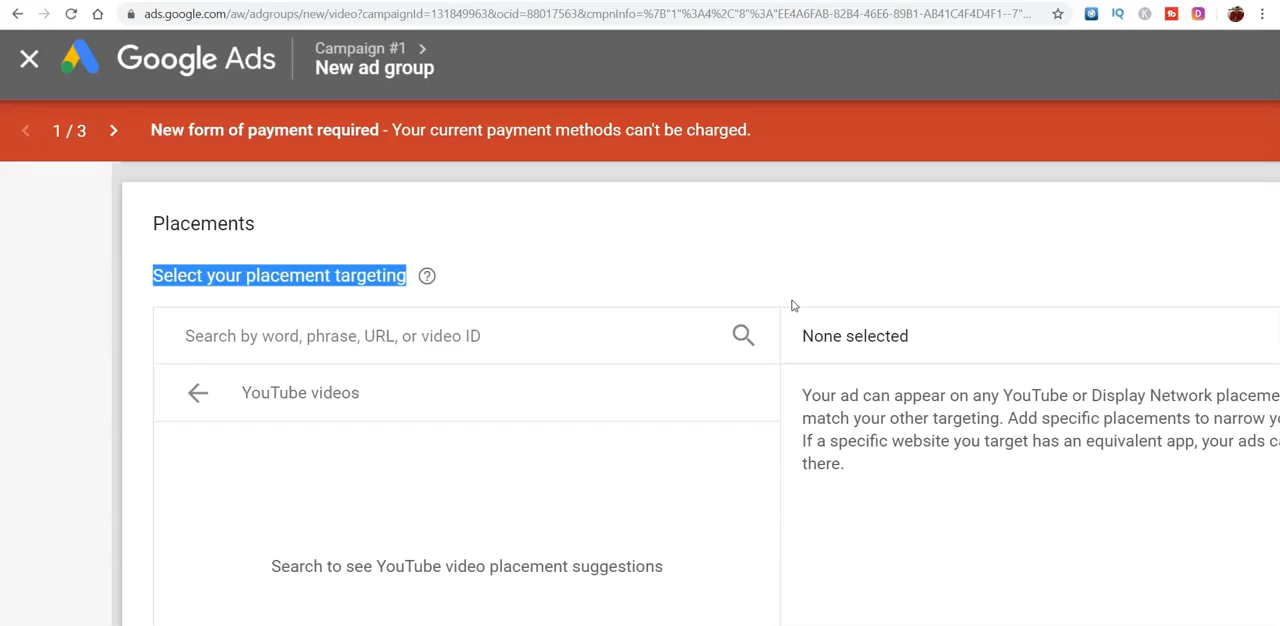 ads.google.com/aw/adgroups/new/video?campaignId=131849963&ocid=88017563&cmpnInfo=%7B"1"%3A4%2C"8"%3A"EE4A6FAB-82B4-46E6-89B1-AB41C4F4D4F1--7"...
IQ
K
tb
D
Google Ads
Campaign #1
New ad group
1 / 3
New form of payment required - Your current payment methods can't be charged.
Placements
Select your placement targeting ?
Search by word, phrase, URL, or video ID
None selected
YouTube videos
Your ad can appear on any YouTube or Display Network placeme
match your other targeting. Add specific placements to narrow yo
If a specific website you target has an equivalent app, your ads ca
there.
Search to see YouTube video placement suggestions